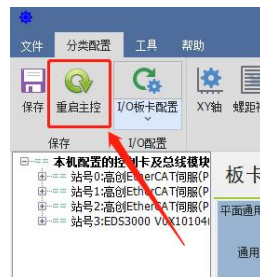 文件 分类配置 工具 帮助
保存 重启主控 I/O板卡配置 XY轴
保存 I/O配置
本机配置的控制卡及总线模块
站号0:高创EtherCAT伺服(P
站号1:高创EtherCAT伺服(P
站号2:高创EtherCAT伺服(P
站号3:EDS3000 V0X10104(
板卡
平面通用
通用